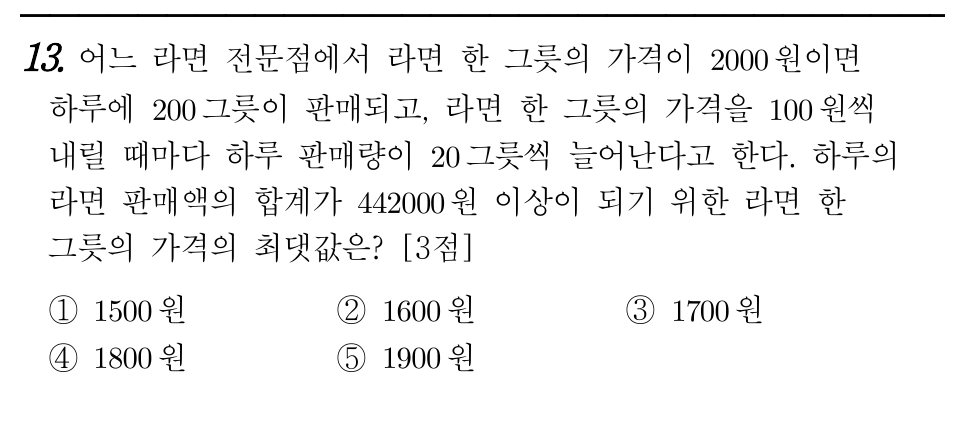 13. 어느 라면 전문점에서 라면 한 그릇의 가격이 2000원이면
하루에 200그릇이 판매되고, 라면 한 그릇의 가격을 100원씩
내릴 때마다 하루 판매량이 20그릇씩 늘어난다고 한다. 하루의
라면 판매액의 합계가 442000원 이상이 되기 위한 라면 한
그릇의 가격의 최댓값은? [3점]
① 1500원 ② 1600원 ③ 1700원
④ 1800원 ⑤ 1900원